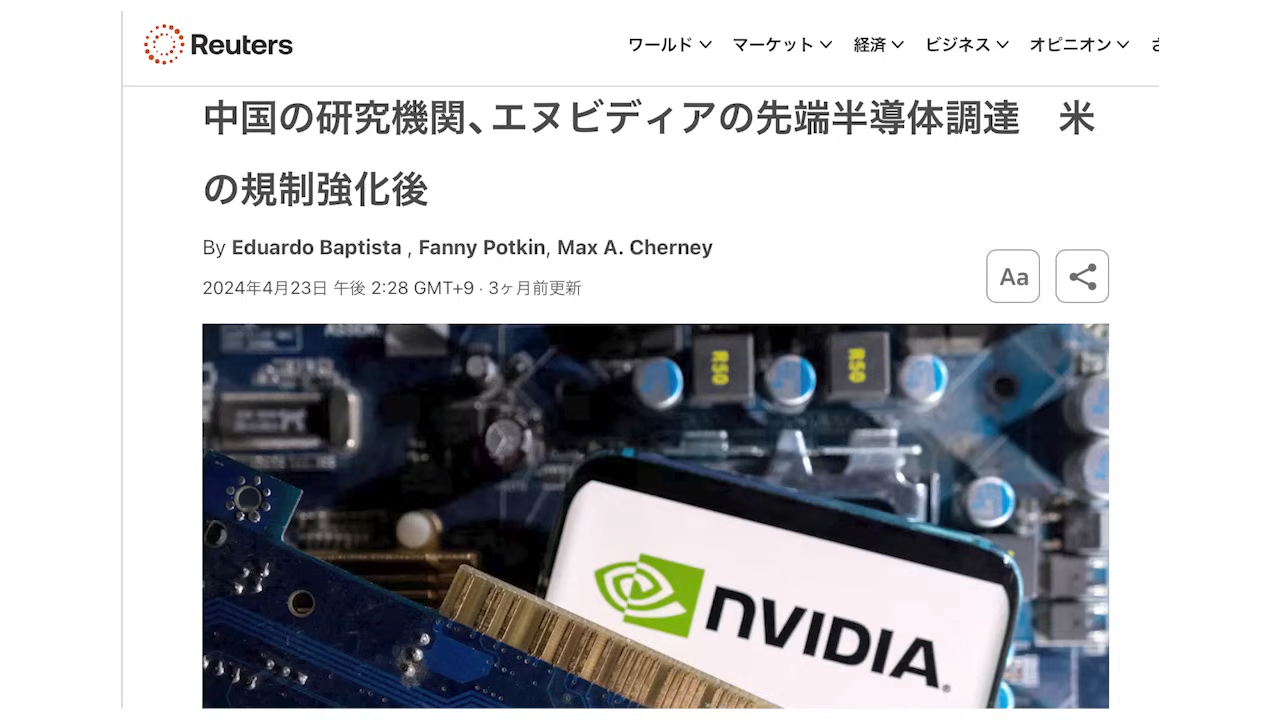 Reuters
ワールド マーケット 経済 ビジネス オピニオン
中国の研究機関、エヌビディアの先端半導体調達　米
の規制強化後
By Eduardo Baptista , Fanny Potkin, Max A. Cherney
2024年4月23日 午後 2:28 GMT+9 · 3ヶ月前更新
Aa
R50 R50
NVIDIA